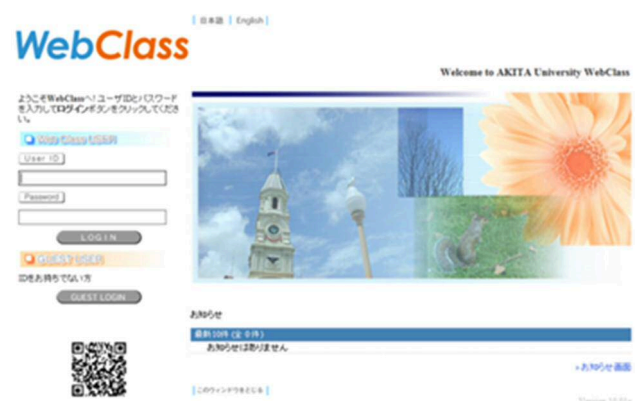 日本語 English
WebClass
Welcome to AKITA University WebClass
ようこそWebClassへ! ユーザIDとパスワード
を入力してログインボタンをクリックしてくださ
い。
User ID
Password
LOGIN
IDをお持ちでない方
GUEST LOGIN
お知らせ
最新10件 (全 0件)
お知らせはありません
お知らせ画面
このウィンドウをとじる